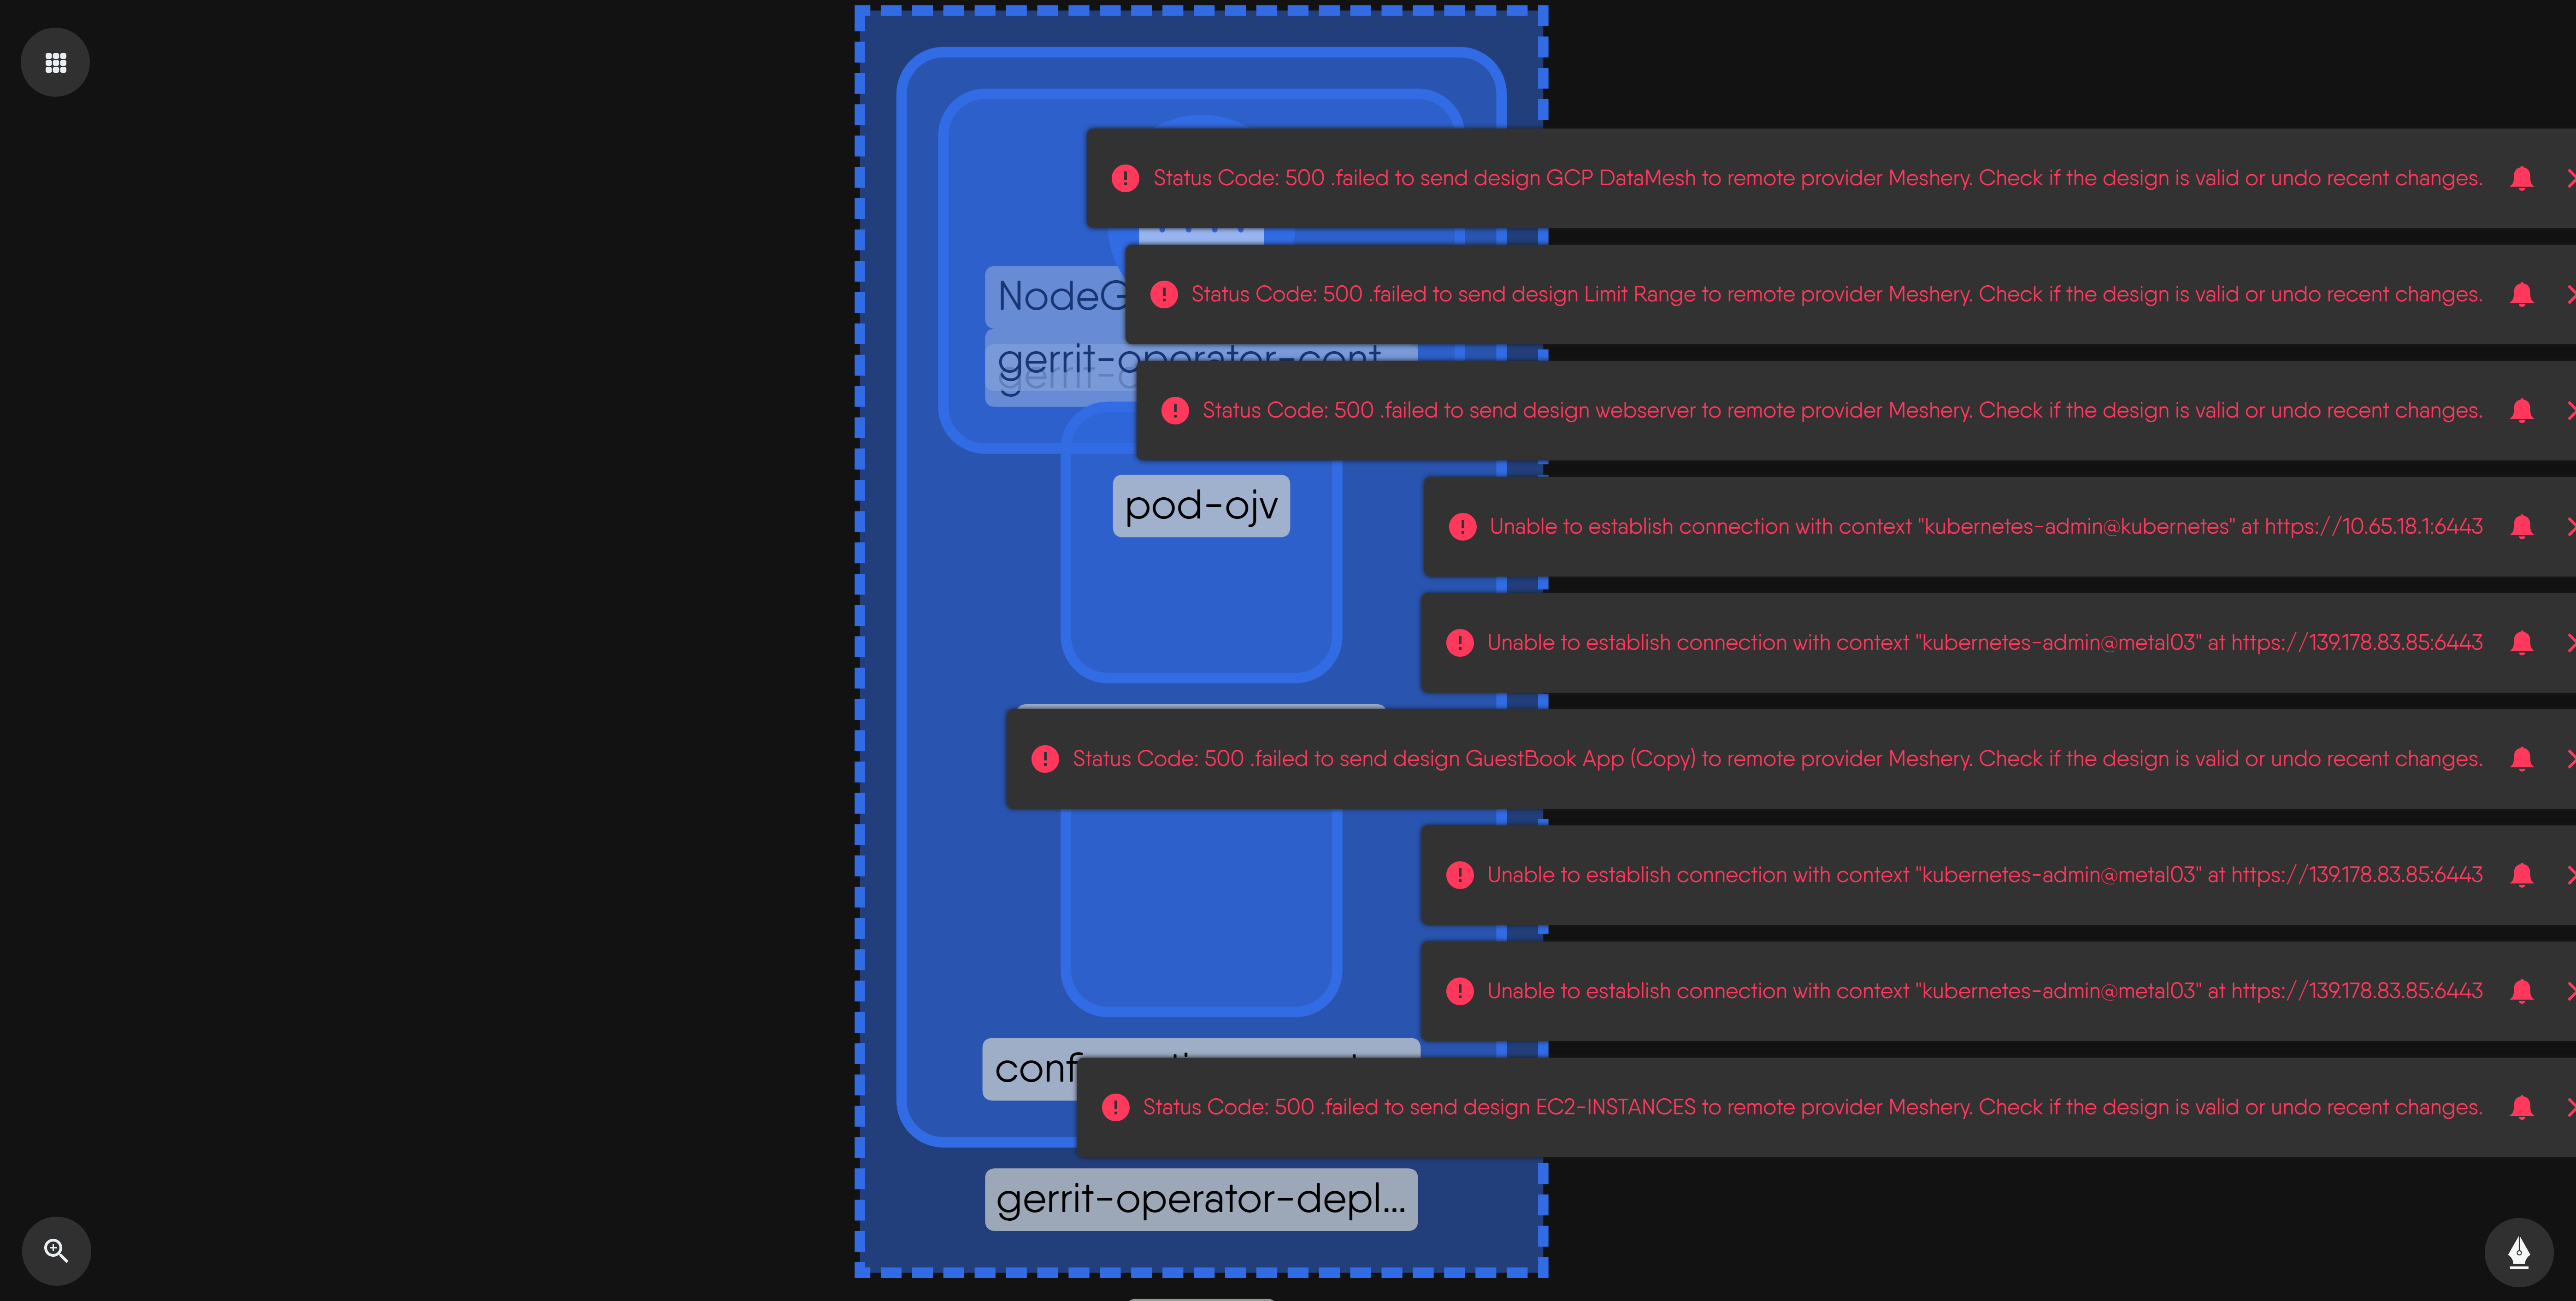 Status Code: 500 .failed to send design GCP DataMesh to remote provider Meshery. Check if the design is valid or undo recent changes.
Status Code: 500 .failed to send design Limit Range to remote provider Meshery. Check if the design is valid or undo recent changes.
gerrit-operator-cont
Status Code: 500 .failed to send design webserver to remote provider Meshery. Check if the design is valid or undo recent changes.
pod-ojv
Unable to establish connection with context "kubernetes-admin@kubernetes" at https://10.65.18.1:6443
Unable to establish connection with context "kubernetes-admin@metal03" at https://139.178.83.85:6443
Status Code: 500 .failed to send design GuestBook App (Copy) to remote provider Meshery. Check if the design is valid or undo recent changes.
Unable to establish connection with context "kubernetes-admin@metal03" at https://139.178.83.85:6443
Unable to establish connection with context "kubernetes-admin@metal03" at https://139.178.83.85:6443
Status Code: 500 .failed to send design EC2-INSTANCES to remote provider Meshery. Check if the design is valid or undo recent changes.
gerrit-operator-depl...